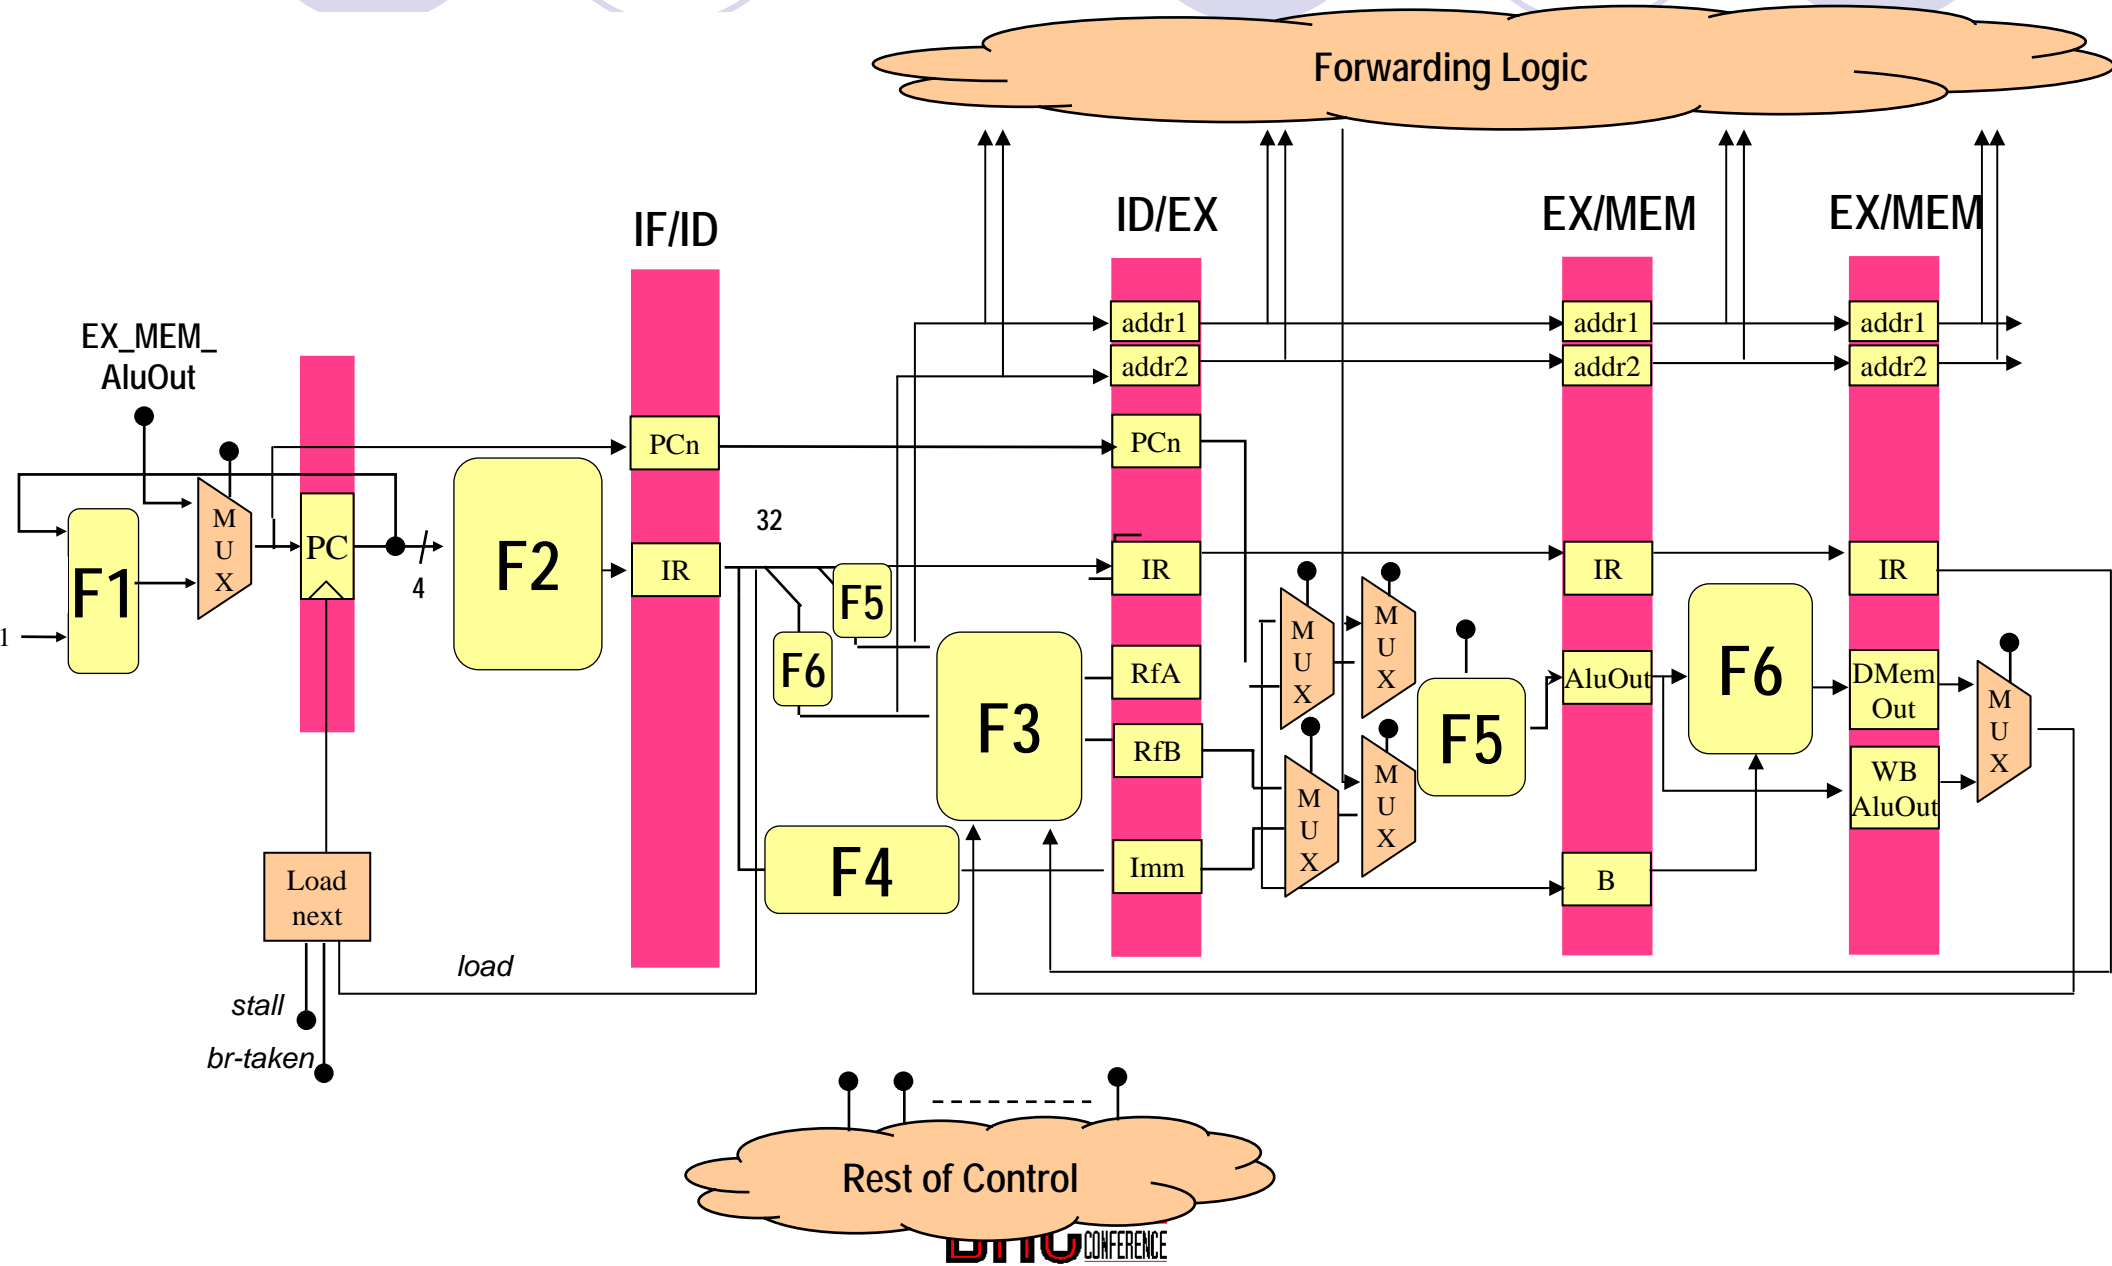 Forwarding Logic
IF/ID
ID/EX
EX/MEM
EX/MEM
EX_MEM_
AluOut
addr1
addr2
addr1
addr2
addr1
addr2
PCn
PCn
M
U
X
PC
4
F1
1
F2
IR
32
F5
F6
F3
F4
IR
RfA
RfB
Imm
M
U
X
M
U
X
M
U
X
M
U
X
F5
IR
AluOut
B
F6
IR
DMem
Out
WB
AluOut
M
U
X
Load
next
load
stall
br-taken
Rest of Control
CONFERENCE